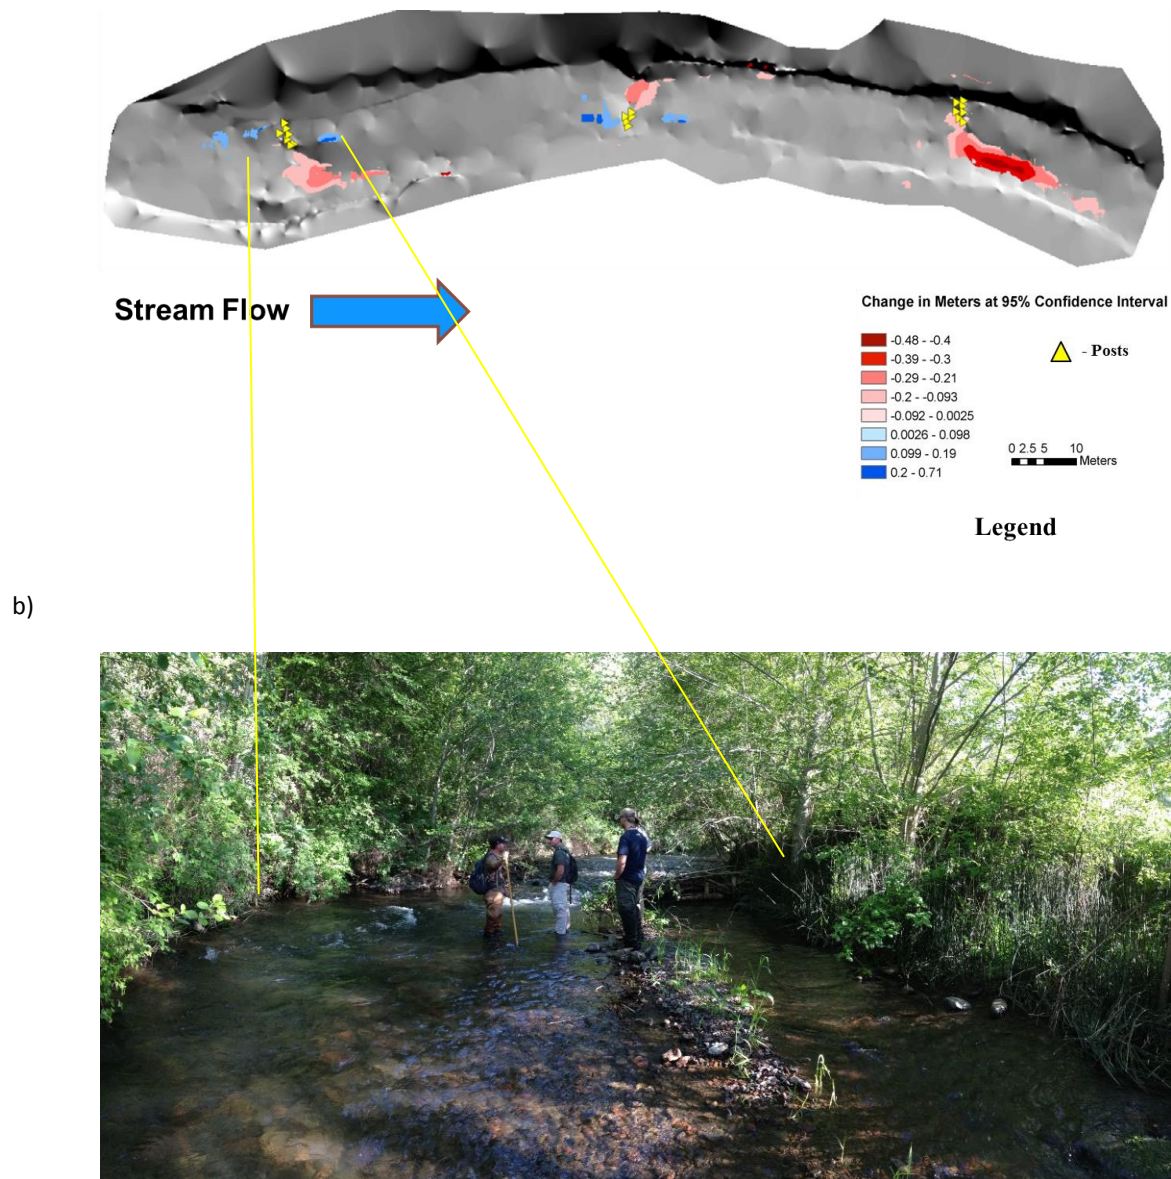 Stream Flow
Change in Meters at 95% Confidence Interval
-0.48 - -0.4
-0.39 - -0.3
-0.29 - -0.21
-0.2 - -0.093
-0.092 - 0.0025
0.0026 - 0.098
0.099 - 0.19
0.2 - 0.71
- Posts
0 2.5 5 10
Meters
Legend
b)